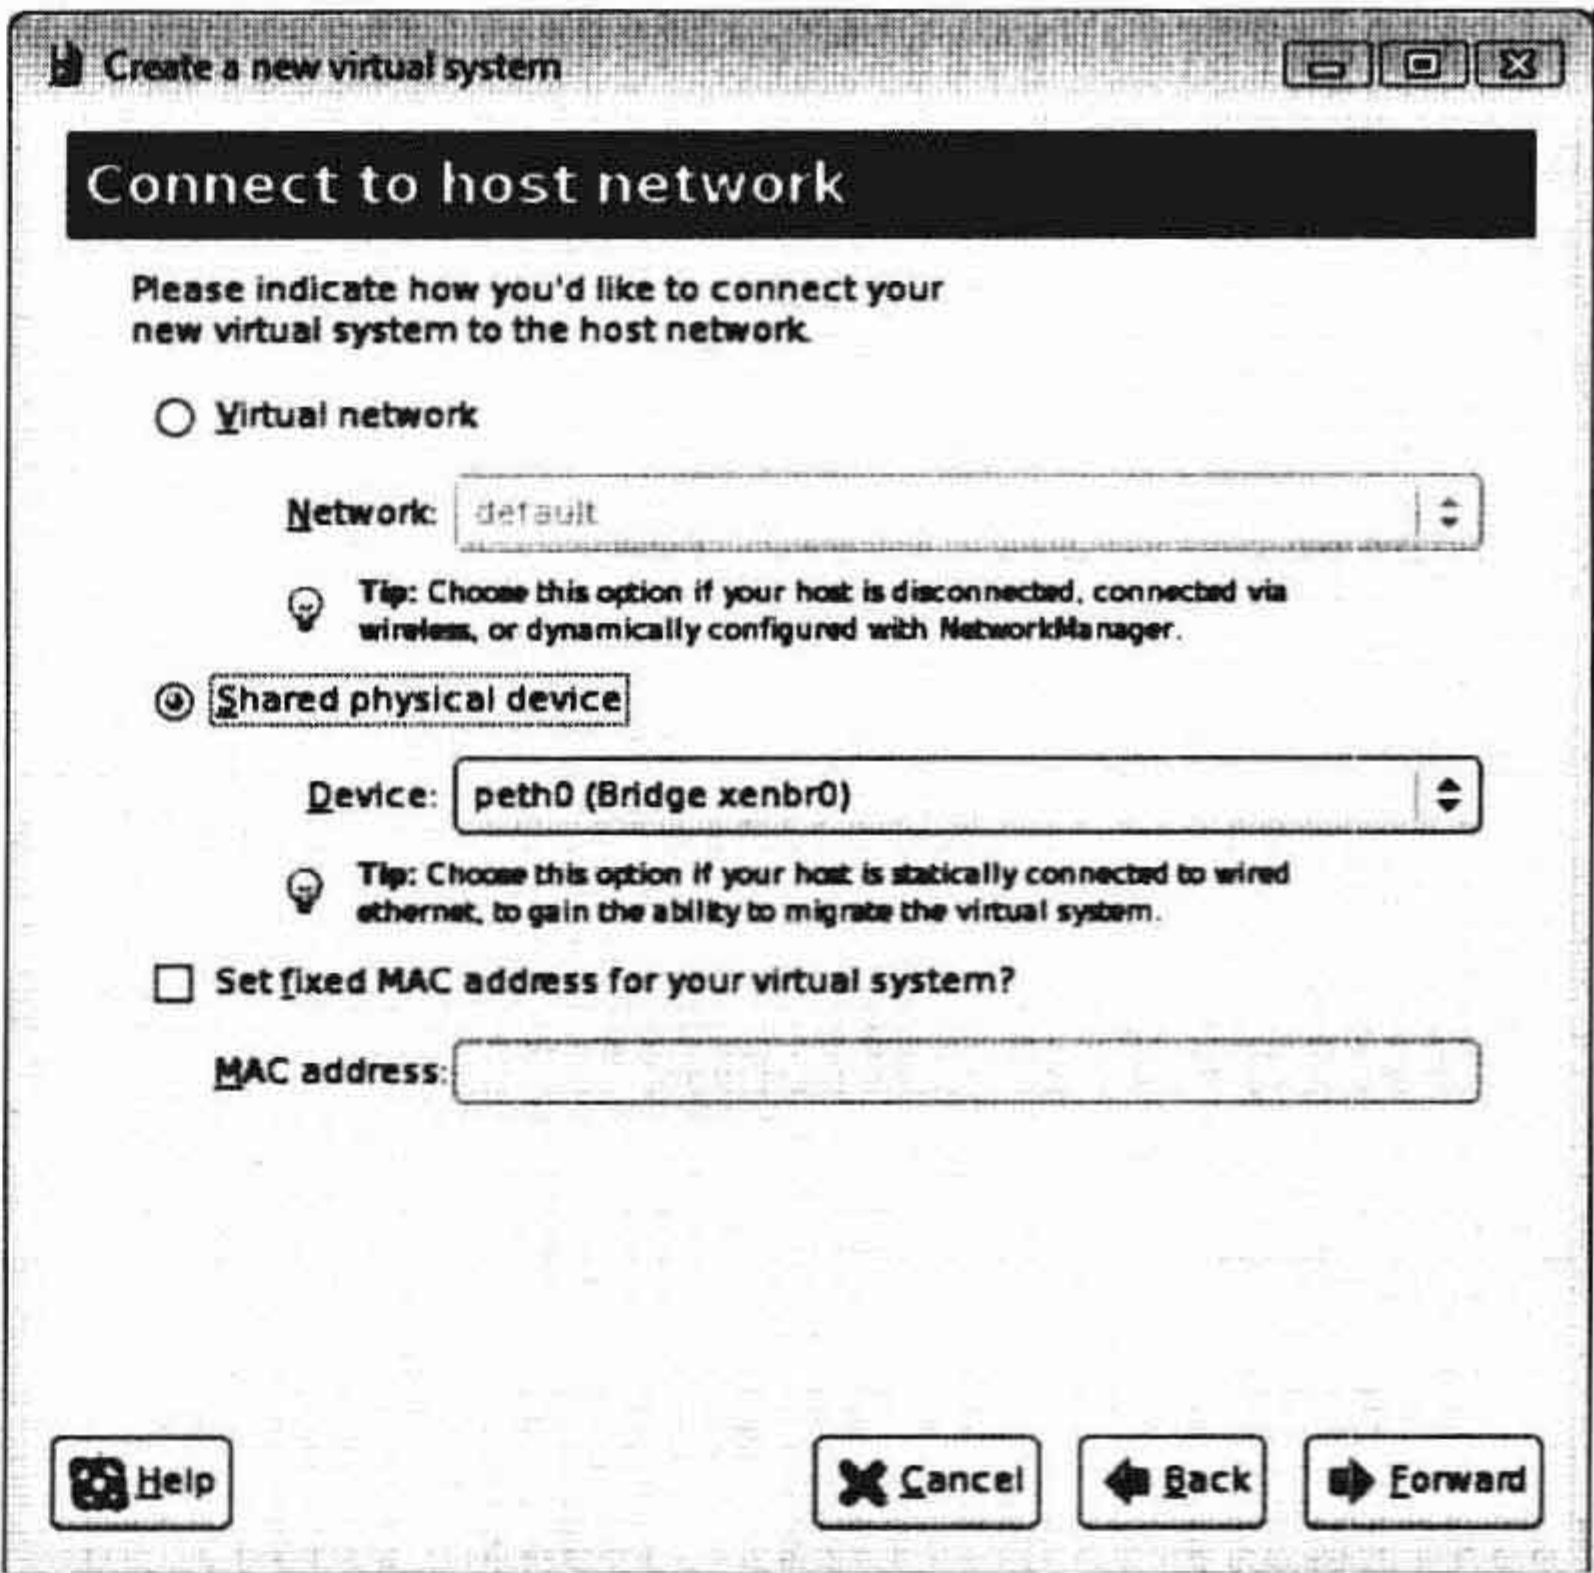 Create a new virtual system
Connect to host network
Please indicate how you'd like to connect your
new virtual system to the host network.
Virtual network
Network: default
Tip: Choose this option if your host is disconnected, connected via
wireless, or dynamically configured with NetworkManager.
Shared physical device
Device: peth0 (Bridge xenbr0)
Tip: Choose this option if your host is statically connected to wired
ethernet, to gain the ability to migrate the virtual system.
Set fixed MAC address for your virtual system?
MAC address:
Help Cancel Back Forward